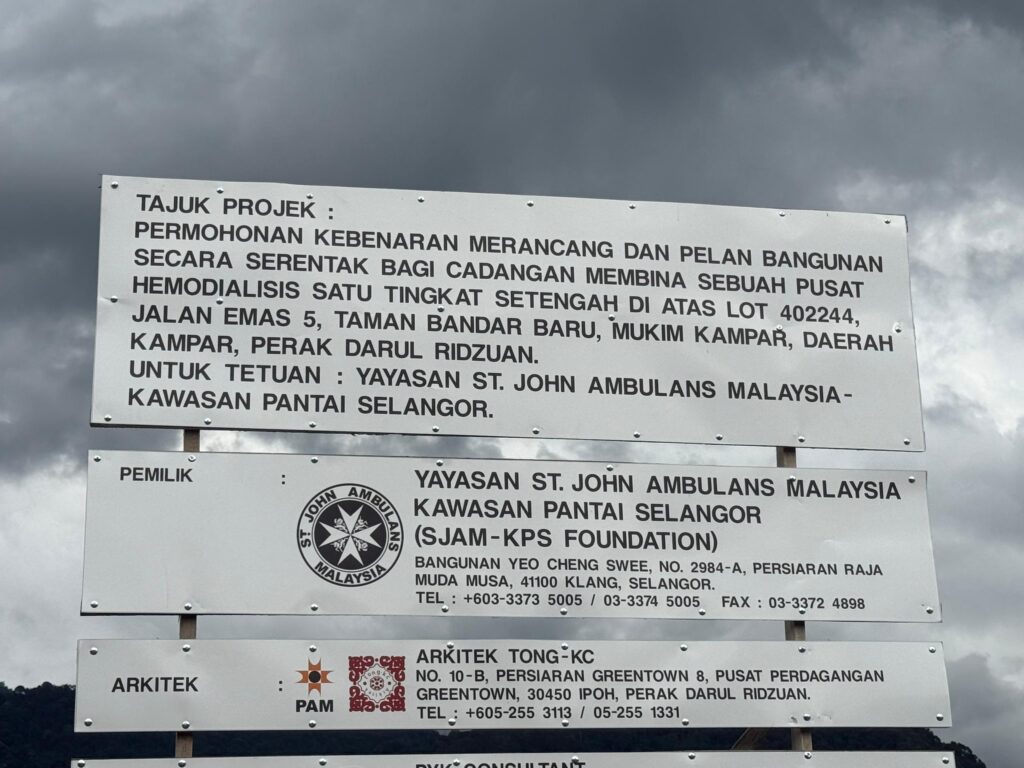 TAJUK PROJEK :
PERMOHONAN KEBENARAN MERANCANG DAN PELAN BANGUNAN
SECARA SERENTAK BAGI CADANGAN MEMBINA SEBUAH PUSAT
HEMODIALISIS SATU TINGKAT SETENGAH DI ATAS LOT 402244,
JALAN EMAS 5, TAMAN BANDAR BARU, MUKIM KAMPAR, DAERAH
KAMPAR, PERAK DARUL RIDZUAN.
UNTUK TETUAN : YAYASAN ST. JOHN AMBULANS MALAYSIA-
KAWASAN PANTAI SELANGOR.
PEMILIK :
ST JOHN AMBULANS
MALAYSIA
YAYASAN ST. JOHN AMBULANS MALAYSIA
KAWASAN PANTAI SELANGOR
(SJAM-KPS FOUNDATION)
BANGUNAN YEO CHENG SWEE, NO. 2984-A, PERSIARAN RAJA
MUDA MUSA, 41100 KLANG, SELANGOR.
TEL : +603-3373 5005 / 03-3374 5005 FAX : 03-3372 4898
ARKITEK :
PAM
ARKITEK TONG-KC
NO. 10-B, PERSIARAN GREENTOWN 8, PUSAT PERDAGANGAN
GREENTOWN, 30450 IPOH, PERAK DARUL RIDZUAN.
TEL : +605-255 3113 / 05-255 1331
CONSULTANT